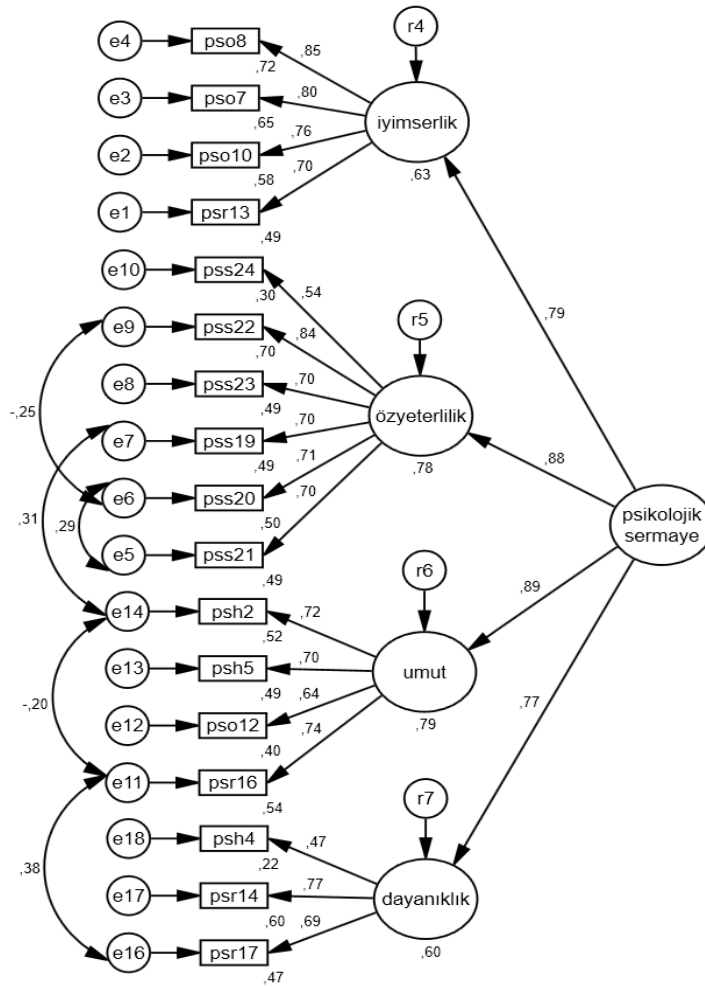 r4
e4
pso8
,85
,72
e3
pso7
,80
,65
iyimserlik
e2
pso10
,76
,58
,63
e1
psr13
,70
,49
e10
pss24
,54
,30
r5
,79
e9
pss22
,84
,70
e8
pss23
,70
,49
-,25
özyeterlilik
e7
pss19
,70
,49
,78
,88
e6
pss20
,71
,50
,31
,29
psikolojik
sermaye
e5
pss21
,70
,49
r6
,89
e14
psh2
,72
,52
e13
psh5
,70
,49
umut
-,20
e12
pso12
,64
,40
,79
,77
e11
psr16
,74
,54
r7
e18
psh4
,47
,22
,38
e17
psr14
,77
,60
dayanıklık
e16
psr17
,69
,47
,60